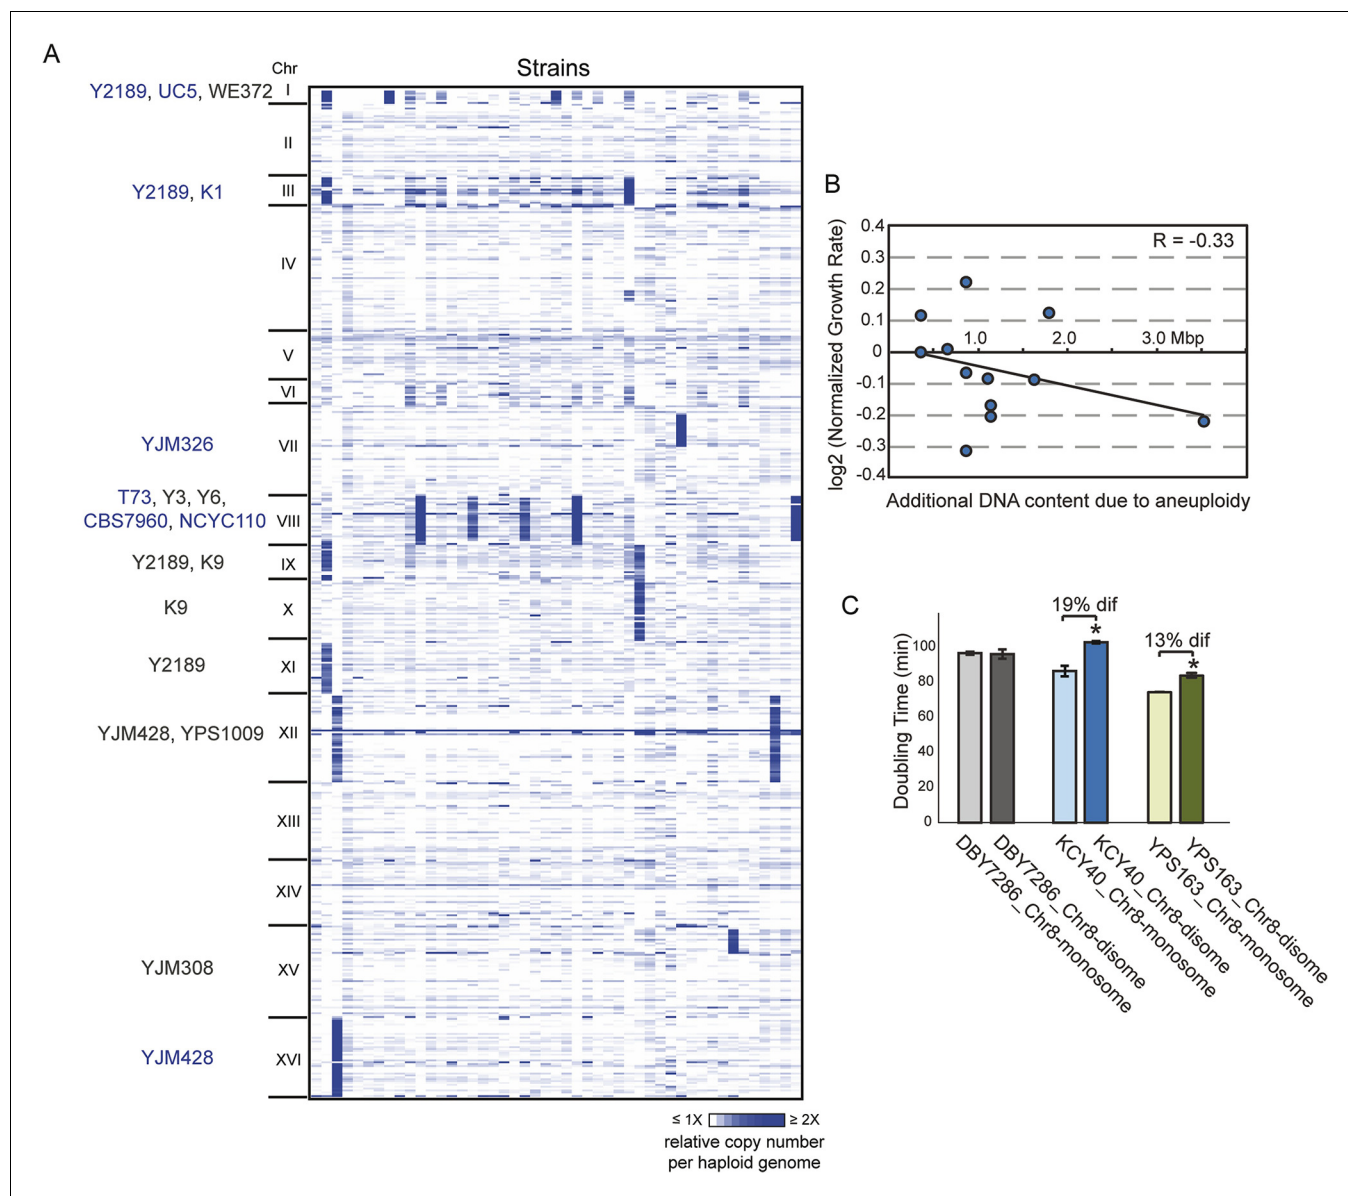 A
Chr
Strains
Y2189, UC5, WE372
I
II
Y2189, K1
III
IV
V
VI
YJM326
VII
T73, Y3, Y6,
CBS7960, NCYC110
VIII
Y2189, K9
IX
K9
X
Y2189
XI
YJM428, YPS1009
XII
XIII
XIV
YJM308
XV
YJM428
XVI
≤ 1X
≥ 2X
relative copy number
per haploid genome
B
log2 (Normalized Growth Rate)
0.4
0.3
0.2
0.1
0
-0.1
-0.2
-0.3
-0.4
R = -0.33
1.0
2.0
3.0 Mbp
Additional DNA content due to aneuploidy
C
Doubling Time (min)
100
80
60
40
20
0
19% dif
*
13% dif
*
DBY7286_Chr8-monosome
DBY7286_Chr8-disome
KCY40_Chr8-monosome
KCY40_Chr8-disome
YPS163_Chr8-monosome
YPS163_Chr8-disome